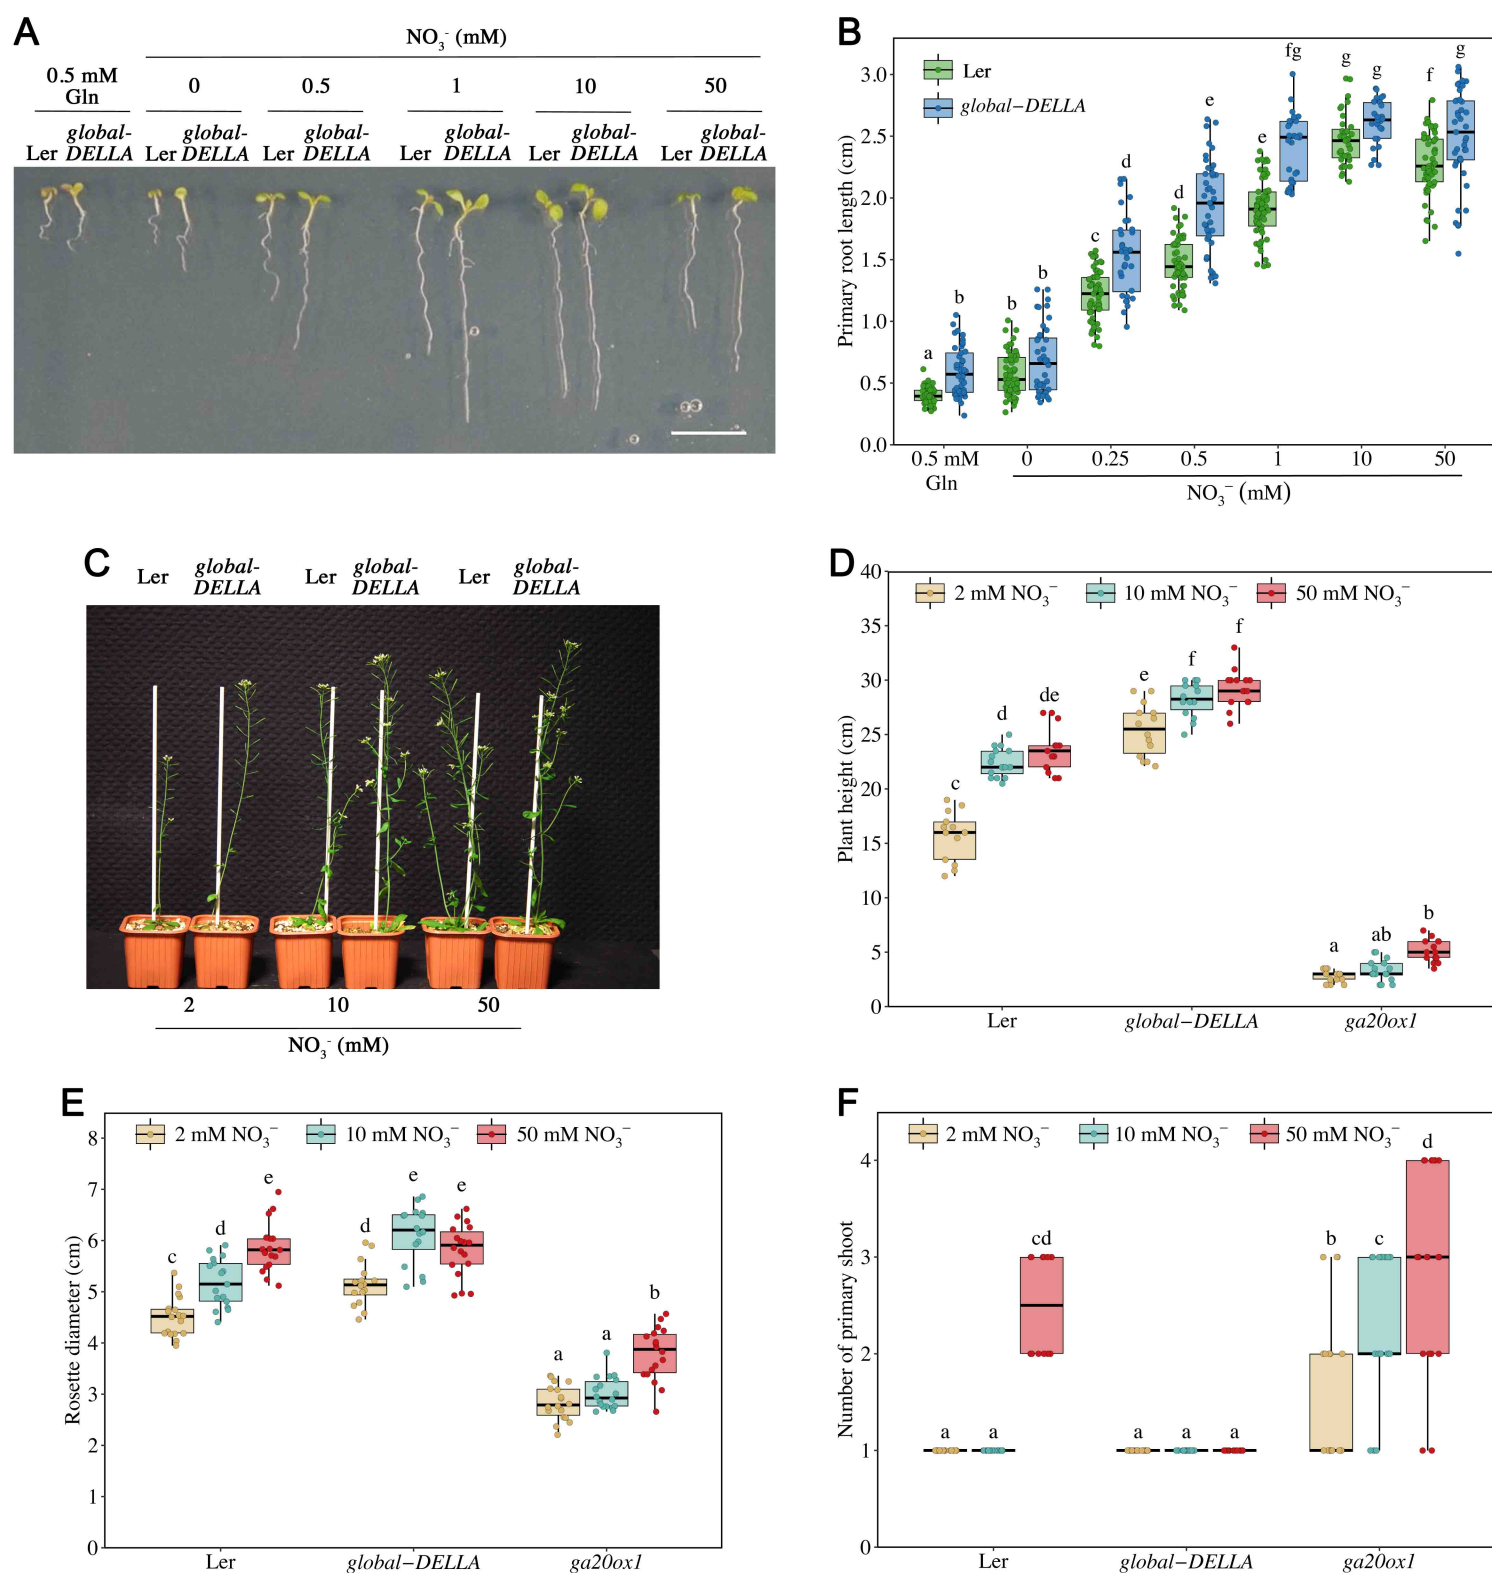 A
NO₃⁻ (mM)
0.5 mM
Gln
0
0.5
1
10
50
Ler
global-
DELLA
Ler
global-
DELLA
Ler
global-
DELLA
Ler
global-
DELLA
Ler
global-
DELLA
Ler
global-
DELLA
B
Ler
global−DELLA
Primary root length (cm)
3.0
2.5
2.0
1.5
1.0
0.5
0.0
a
b
b
b
c
d
d
e
e
fg
g
g
f
g
0.5 mM
Gln
0
0.25
0.5
1
10
50
NO₃⁻ (mM)
C
Ler
global-
DELLA
Ler
global-
DELLA
Ler
global-
DELLA
2
10
50
NO₃⁻ (mM)
D
2 mM NO₃⁻
10 mM NO₃⁻
50 mM NO₃⁻
Plant height (cm)
40
35
30
25
20
15
10
5
0
c
d
de
e
f
f
a
ab
b
Ler
global−DELLA
ga20ox1
E
2 mM NO₃⁻
10 mM NO₃⁻
50 mM NO₃⁻
Rosette diameter (cm)
8
7
6
5
4
3
2
1
0
c
d
e
d
e
e
a
a
b
Ler
global−DELLA
ga20ox1
F
2 mM NO₃⁻
10 mM NO₃⁻
50 mM NO₃⁻
Number of primary shoot
4
3
2
1
0
a
a
cd
a
a
a
b
c
d
Ler
global−DELLA
ga20ox1